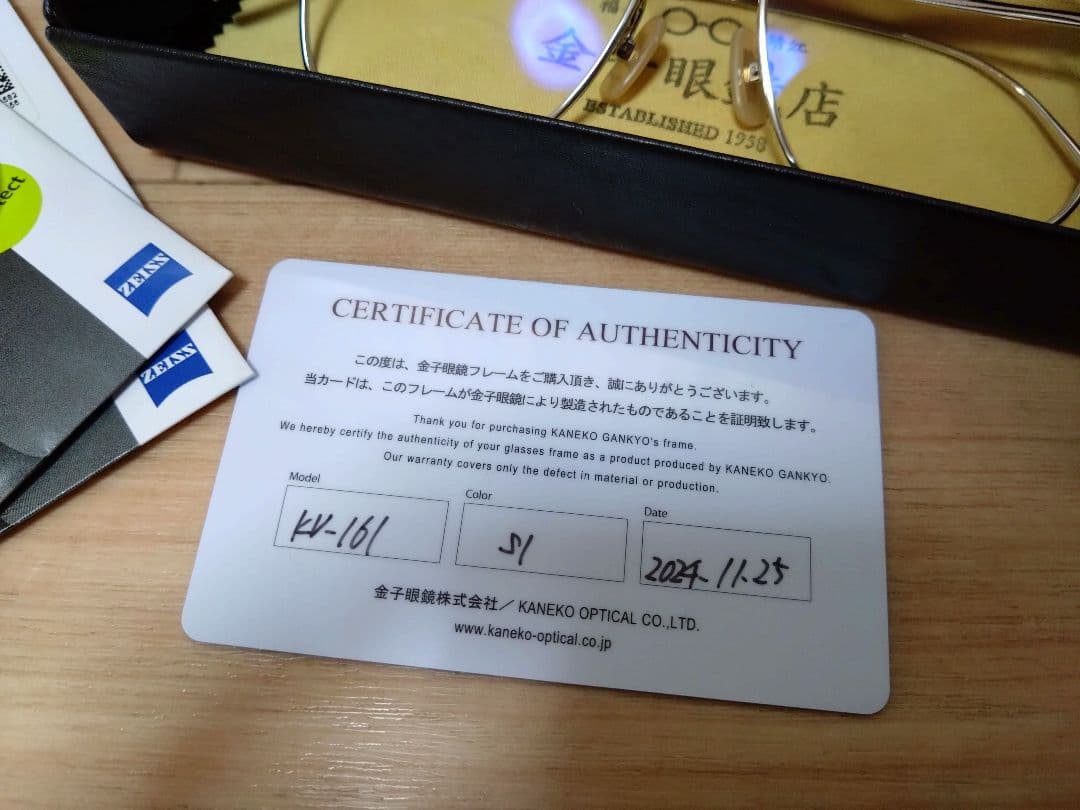 金
眼鏡店
ESTABLISHED 1958
ZEISS
ZEISS
CERTIFICATE OF AUTHENTICITY
この度は、金子眼鏡フレームをご購入頂き、誠にありがとうございます。
当カードは、このフレームが金子眼鏡により製造されたものであることを証明致します。
Thank you for purchasing KANEKO GANKYO's frame.
We hereby certify the authenticity of your glasses frame as a product produced by KANEKO GANKYO.
Our warranty covers only the defect in material or production.
Model Color Date
KV-161 SI 2024.11.25
金子眼鏡株式会社／KANEKO OPTICAL CO.,LTD.
www.kaneko-optical.co.jp